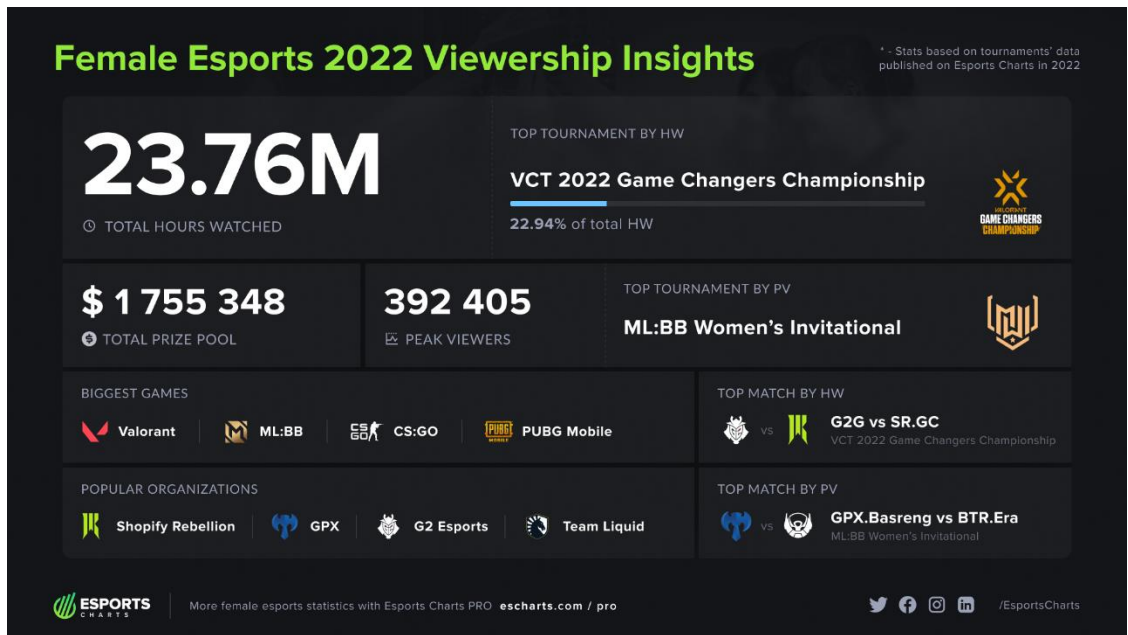 Female Esports 2022 Viewership Insights
* - Stats based on tournaments' data
published on Esports Charts in 2022
23.76M
TOTAL HOURS WATCHED
TOP TOURNAMENT BY HW
VCT 2022 Game Changers Championship
22.94% of total HW
VALORANT
GAME CHANGERS
CHAMPIONSHIP
$ 1 755 348
TOTAL PRIZE POOL
392 405
PEAK VIEWERS
TOP TOURNAMENT BY PV
ML:BB Women's Invitational
BIGGEST GAMES
Valorant
ML:BB
CS:GO
CS:GO
PUBG
MOBILE
PUBG Mobile
TOP MATCH BY HW
vs
G2G vs SR.GC
VCT 2022 Game Changers Championship
POPULAR ORGANIZATIONS
Shopify Rebellion
GPX
G2 Esports
Team Liquid
TOP MATCH BY PV
vs
GPX.Basreng vs BTR.Era
ML:BB Women's Invitational
ESPORTS
CHARTS
More female esports statistics with Esports Charts PRO escharts.com / pro
/EsportsCharts